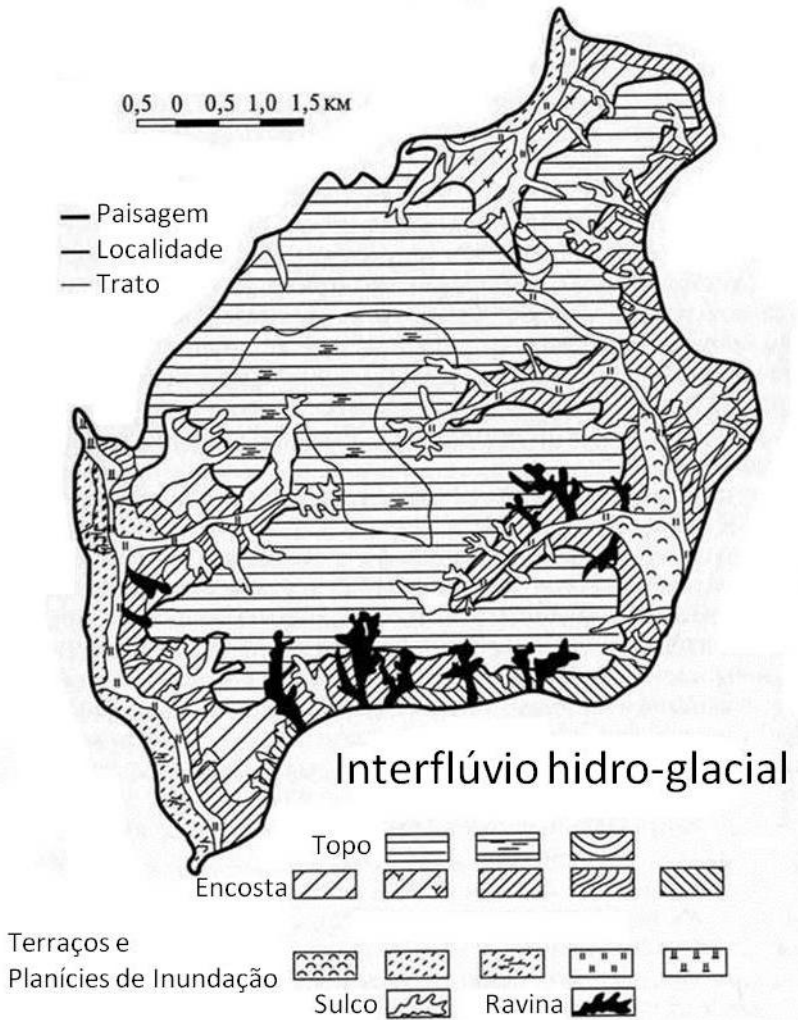 0,5 0 0,5 1,0 1,5 км
Paisagem
Localidade
Trato
Interflúvio hidro-glacial
Topo
Encosta
Terraços e
Planícies de Inundação
Sulco Ravina